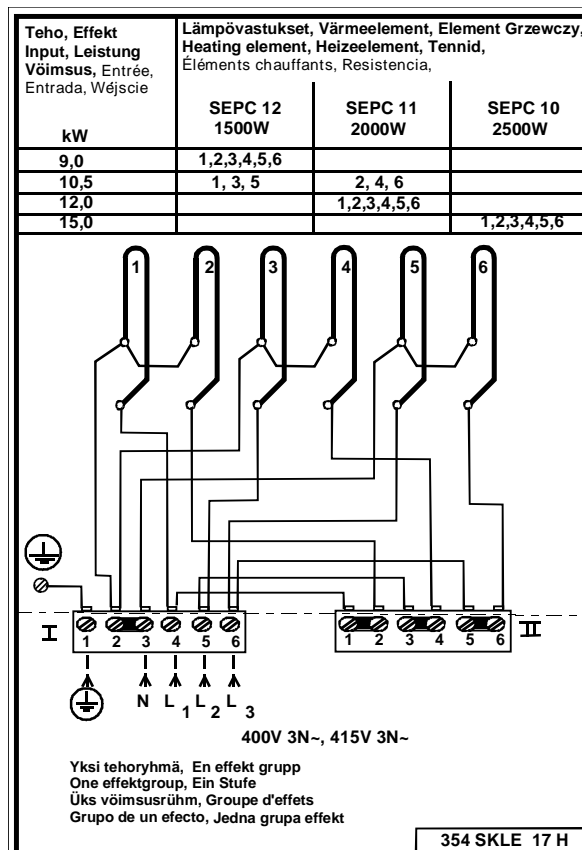 Teho, Effekt
Input, Leistung
Vöimsus, Entrée,
Entrada, Wéjscie
kW
Lämpövastukset, Värmeelement, Element Grzewczy,
Heating element, Heizeelement, Tennid,
Éléments chauffants, Resistencia,
SEPC 12 SEPC 11 SEPC 10
1500W 2000W 2500W
9,0 1,2,3,4,5,6
10,5 1, 3, 5 2, 4, 6
12,0 1,2,3,4,5,6
15,0 1,2,3,4,5,6
1 2 3 4 5 6
I 1 2 3 4 5 6 1 2 3 4 5 6 II
N L1 L2 L3
400V 3N~, 415V 3N~
Yksi tehoryhmä, En effekt grupp
One effektgroup, Ein Stufe
Üks vöimsusrühm, Groupe d'effets
Grupo de un efecto, Jedna grupa effekt
354 SKLE 17 H